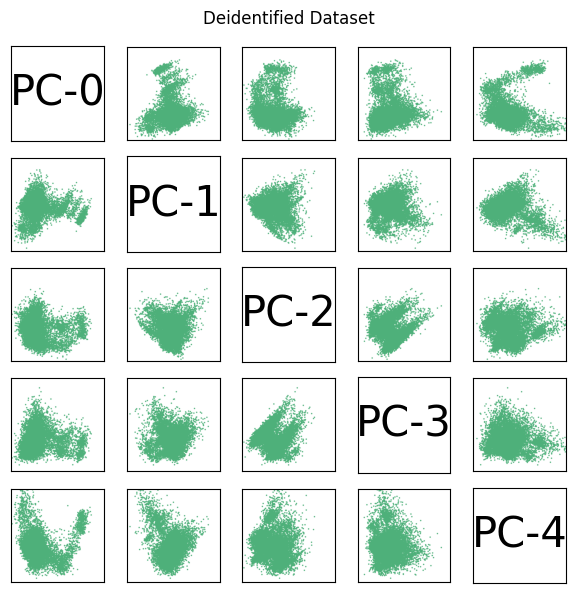 Deidentified Dataset
PC-0
PC-1
PC-2
PC-3
PC-4